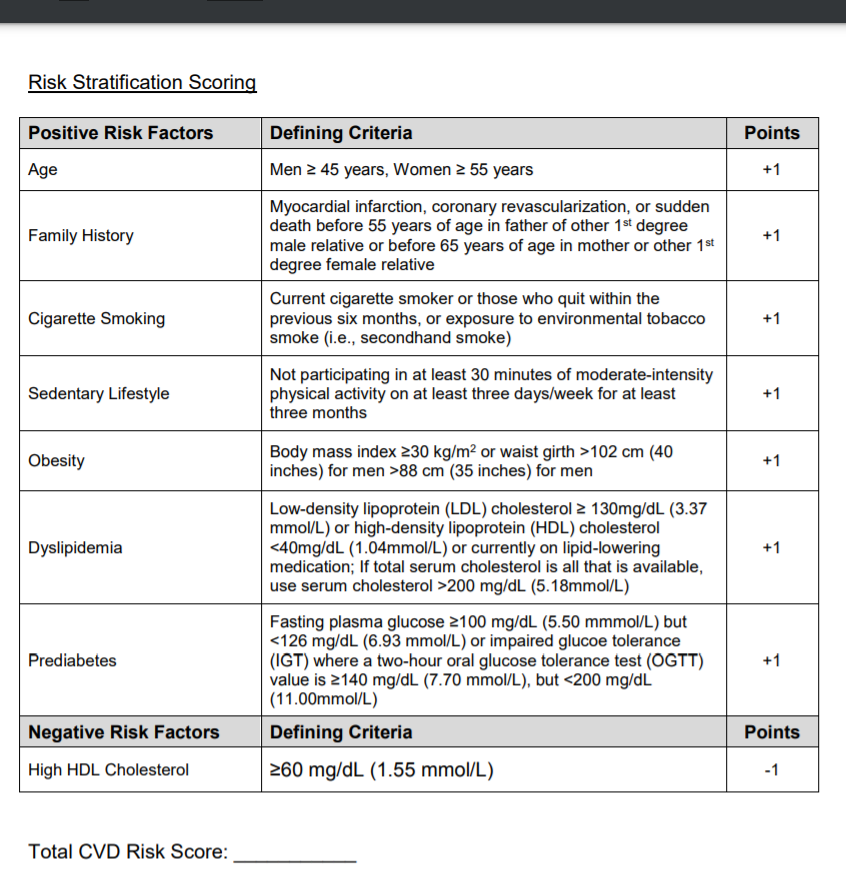 Risk Stratification Scoring
Positive Risk Factors Defining Criteria Points
Age Men ≥ 45 years, Women ≥ 55 years +1
Myocardial infarction, coronary revascularization, or sudden
death before 55 years of age in father of other 1st degree
Family History male relative or before 65 years of age in mother or other 1st +1
degree female relative
Current cigarette smoker or those who quit within the
Cigarette Smoking previous six months, or exposure to environmental tobacco +1
smoke (i.e., secondhand smoke)
Not participating in at least 30 minutes of moderate-intensity
Sedentary Lifestyle physical activity on at least three days/week for at least +1
three months
Obesity Body mass index ≥30 kg/m² or waist girth >102 cm (40 +1
inches) for men >88 cm (35 inches) for men
Low-density lipoprotein (LDL) cholesterol ≥ 130mg/dL (3.37
mmol/L) or high-density lipoprotein (HDL) cholesterol
Dyslipidemia <40mg/dL (1.04mmol/L) or currently on lipid-lowering +1
medication; If total serum cholesterol is all that is available,
use serum cholesterol >200 mg/dL (5.18mmol/L)
Fasting plasma glucose ≥100 mg/dL (5.50 mmmol/L) but
<126 mg/dL (6.93 mmol/L) or impaired glucoe tolerance
Prediabetes (IGT) where a two-hour oral glucose tolerance test (OGTT) +1
value is ≥140 mg/dL (7.70 mmol/L), but <200 mg/dL
(11.00mmol/L)
Negative Risk Factors Defining Criteria Points
High HDL Cholesterol ≥60 mg/dL (1.55 mmol/L) -1
Total CVD Risk Score: ____________